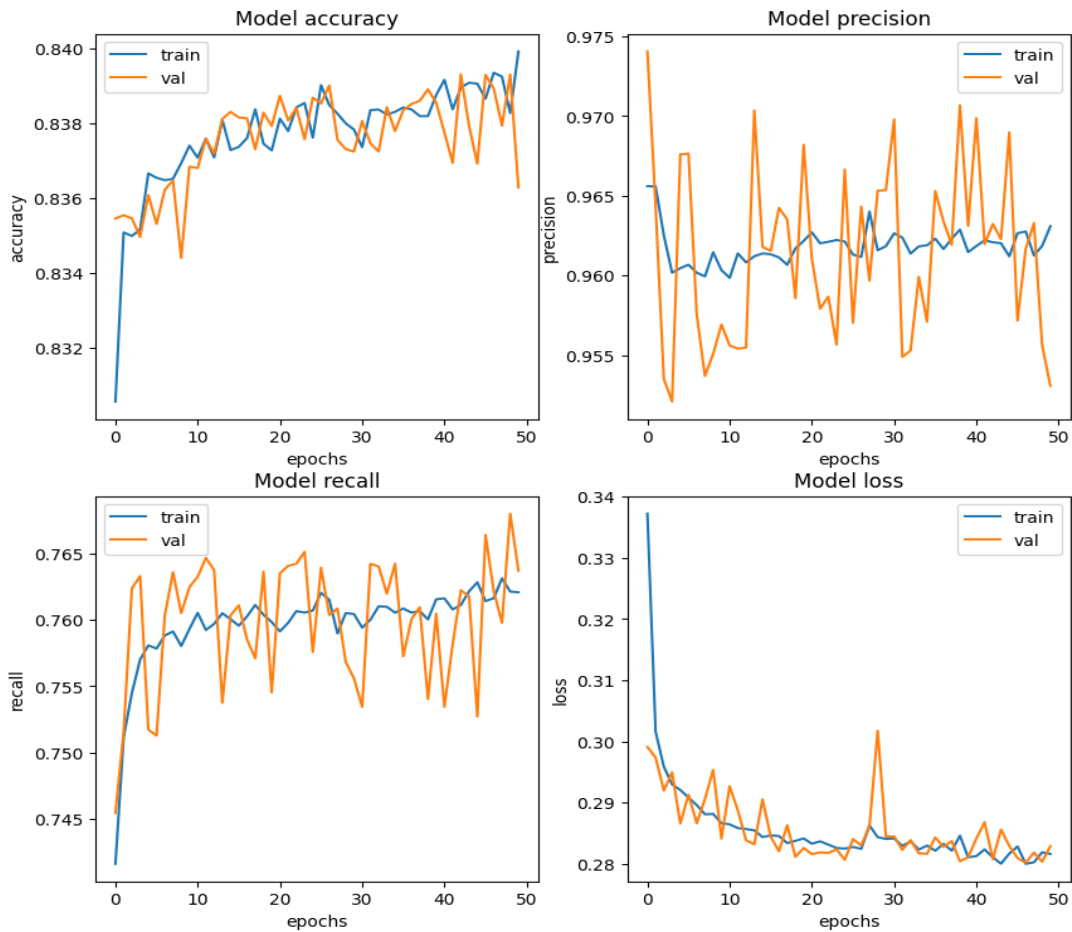 Model accuracy
0.840
0.838
0.836
0.834
0.832
accuracy
train
val
0 10 20 30 40 50
epochs
Model precision
0.975
0.970
0.965
0.960
0.955
precision
train
val
0 10 20 30 40 50
epochs
Model recall
0.765
0.760
0.755
0.750
0.745
recall
train
val
0 10 20 30 40 50
epochs
Model loss
0.34
0.33
0.32
0.31
0.30
0.29
0.28
loss
train
val
0 10 20 30 40 50
epochs